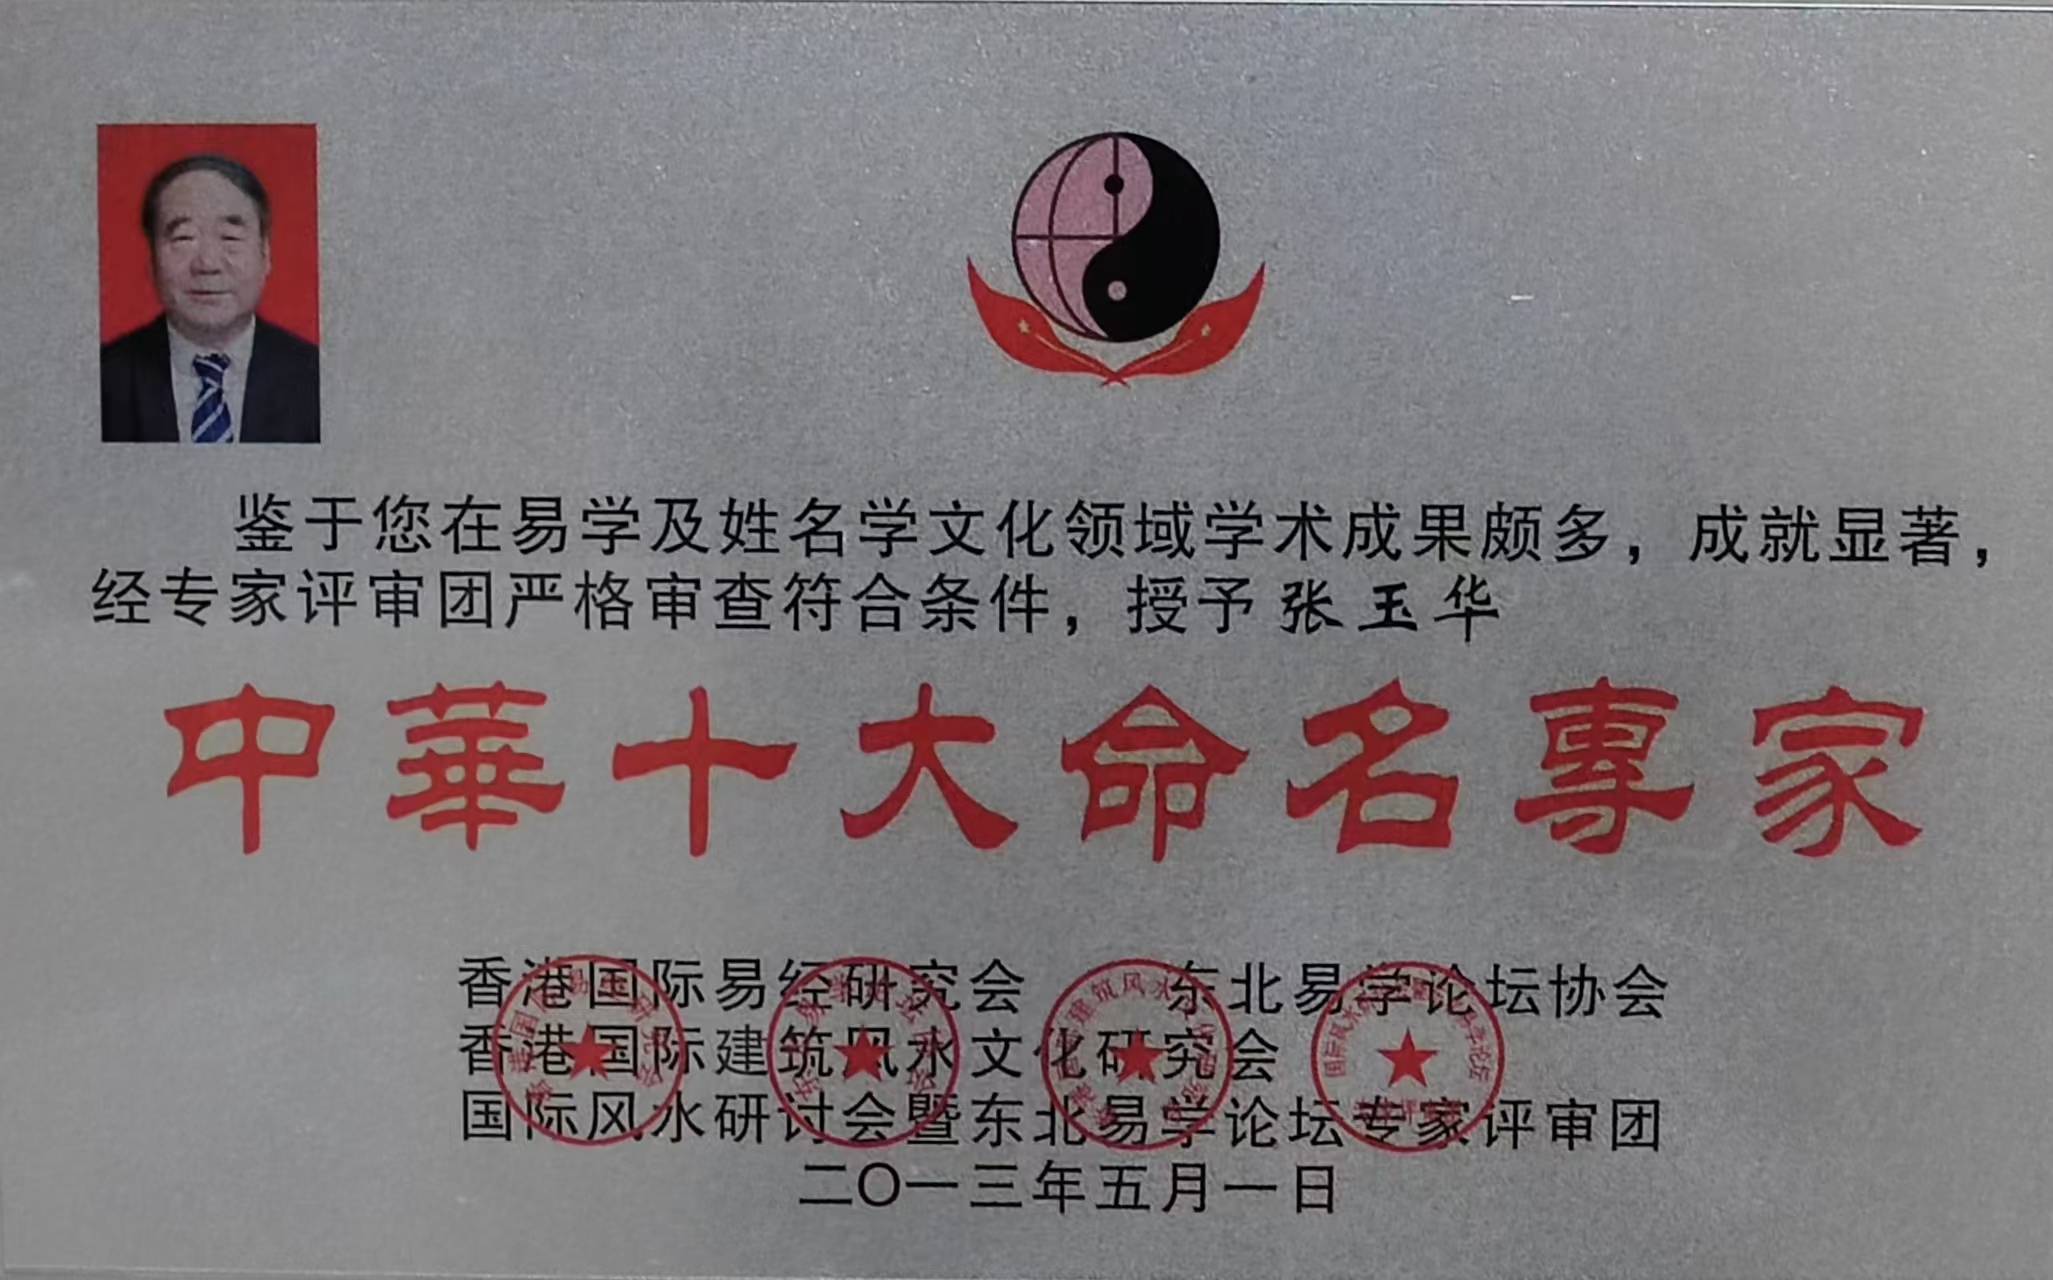 鉴于您在易学及姓名学文化领域学术成果颇多，成就显著，
经专家评审团严格审查符合条件，授予张玉华
中華十大命名專家
香港国际易经研究会 东北易学论坛协会
香港国际建筑风水文化研究会
国际风水研讨会暨东北易学论坛专家评审团
二〇一三年五月一日